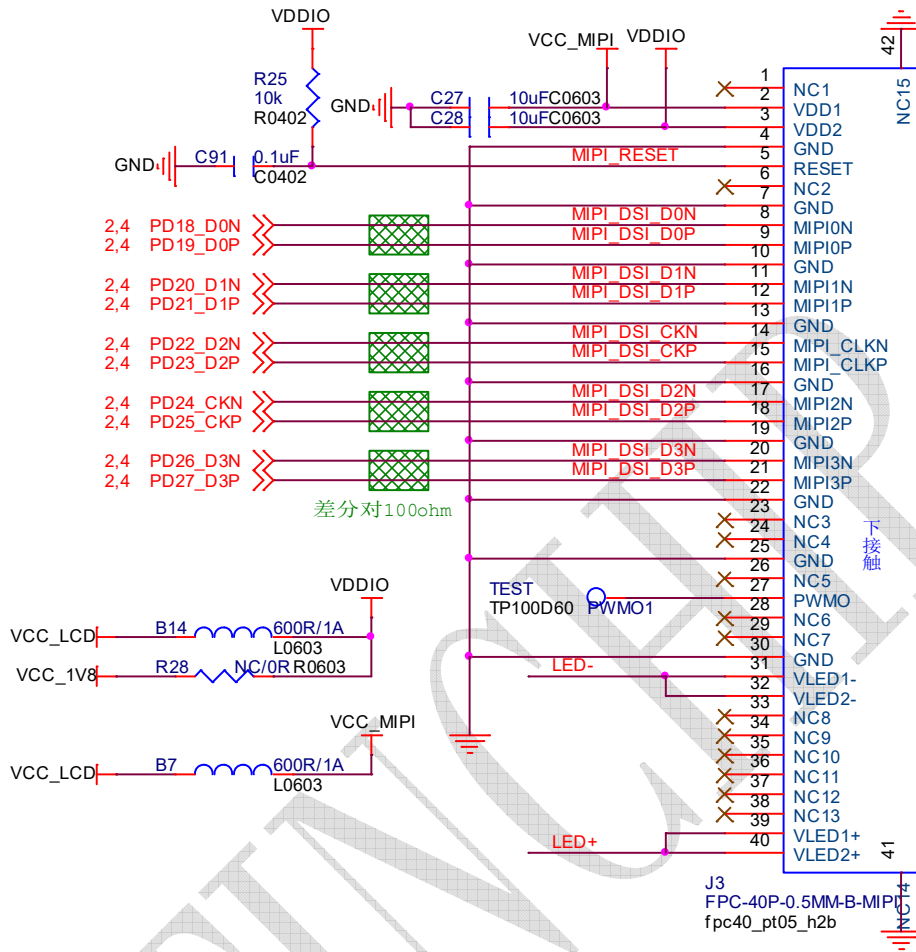 VDDIO
R25
10k
R0402
VCC_MIPI
VDDIO
GND
C27
10uF
C0603
C28
10uF
C0603
GND
C91
0.1uF
C0402
MIPI_RESET
2,4 PD18_D0N
MIPI_DSI_D0N
2,4 PD19_D0P
MIPI_DSI_D0P
2,4 PD20_D1N
MIPI_DSI_D1N
2,4 PD21_D1P
MIPI_DSI_D1P
2,4 PD22_D2N
MIPI_DSI_CKN
2,4 PD23_D2P
MIPI_DSI_CKP
2,4 PD24_CKN
MIPI_DSI_D2N
2,4 PD25_CKP
MIPI_DSI_D2P
2,4 PD26_D3N
MIPI_DSI_D3N
2,4 PD27_D3P
MIPI_DSI_D3P
差分对100ohm
TEST
TP100D60
PWMO1
VDDIO
VCC_LCD
B14
600R/1A
L0603
VCC_1V8
R28
NC/0R
R0603
VCC_MIPI
VCC_LCD
B7
600R/1A
L0603
LED-
LED+
42
NC15
1 NC1
2 VDD1
3 VDD2
4 GND
5 RESET
6 NC2
7 GND
8 MIPI0N
9 MIPI0P
10 GND
11 MIPI1N
12 MIPI1P
13 GND
14 MIPI_CLKN
15 MIPI_CLKP
16 GND
17 MIPI2N
18 MIPI2P
19 GND
20 MIPI3N
21 MIPI3P
22 GND
23 NC3
24 NC4
25 GND
26 NC5
27 PWMO
28 NC6
29 NC7
30 GND
31 VLED1-
32 VLED2-
33 NC8
34 NC9
35 NC10
36 NC11
37 NC12
38 NC13
39 VLED1+
40 VLED2+
下接触
41
NC14
J3
FPC-40P-0.5MM-B-MIPI
fpc40_pt05_h2b